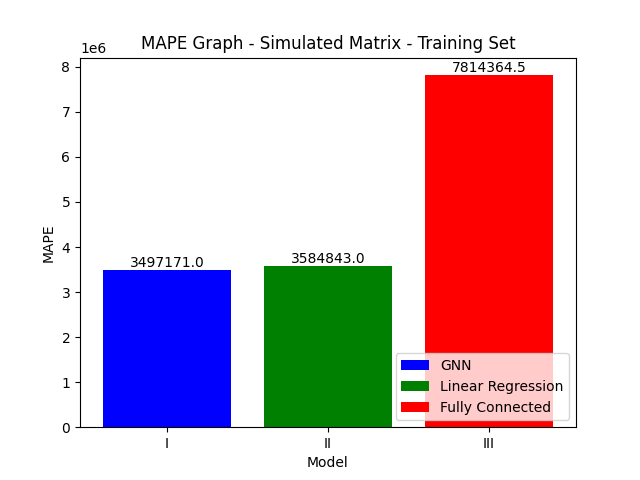 MAPE Graph - Simulated Matrix - Training Set
1e6
8
7
6
5
4
3
2
1
0
MAPE
3497171.0
3584843.0
7814364.5
GNN
Linear Regression
Fully Connected
I
II
III
Model